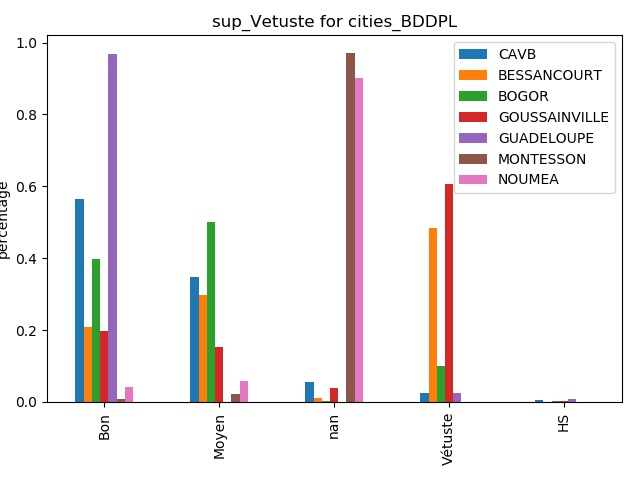 sup_Vetuste for cities_BDDPL
percentage
1.0
0.8
0.6
0.4
0.2
0.0
CAVB
BESSANCOURT
BOGOR
GOUSSAINVILLE
GUADELOUPE
MONTESSON
NOUMEA
Bon
Moyen
nan
Vétuste
HS